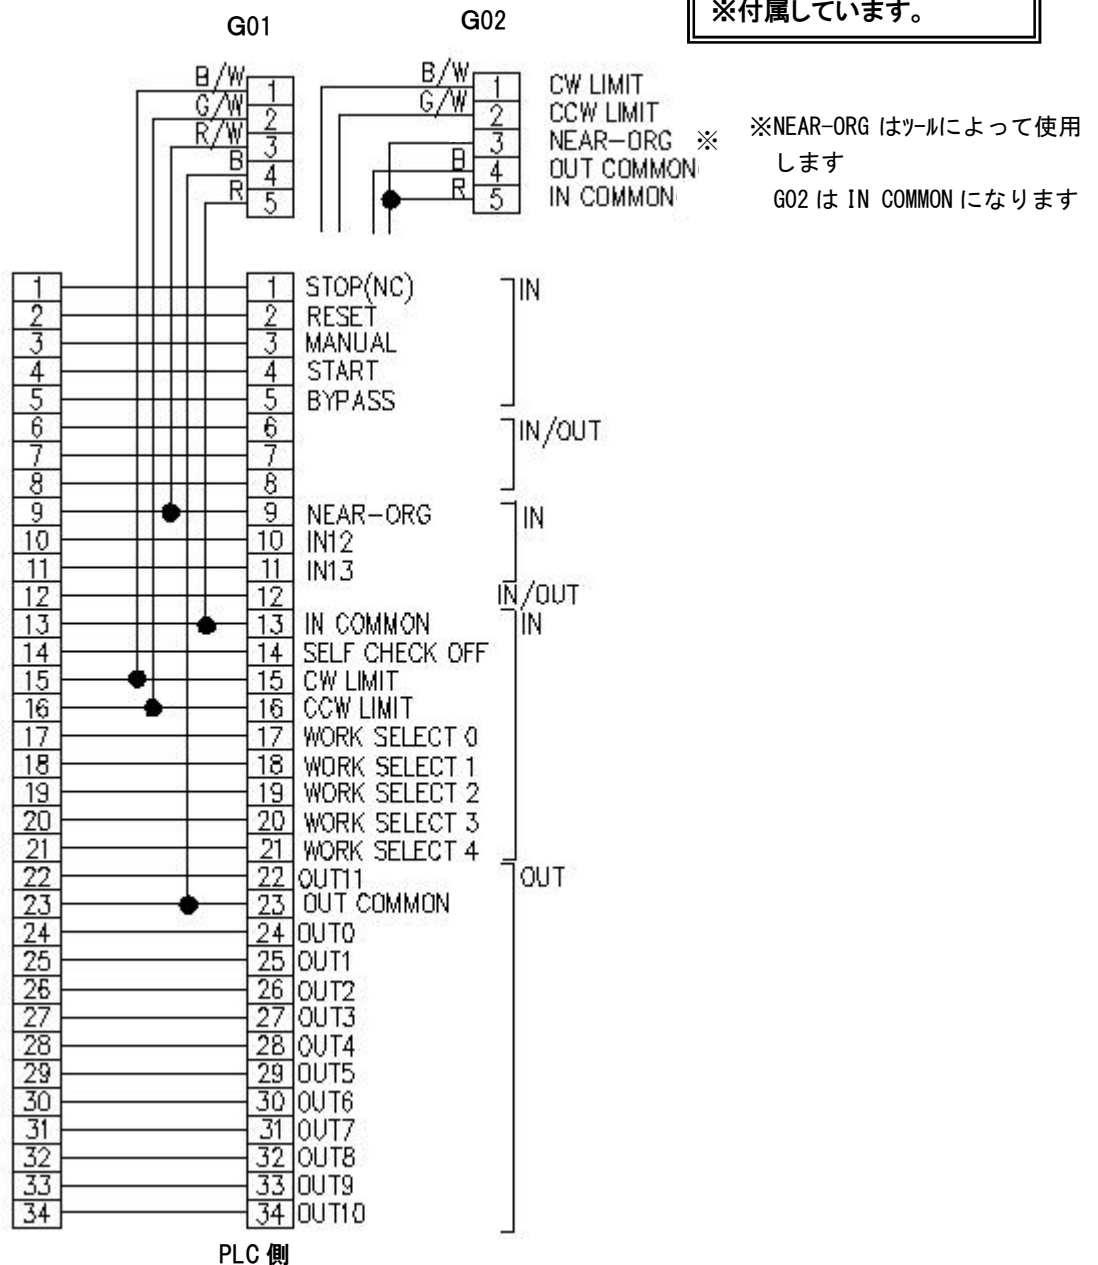 ※付属しています。
G01
G02
B/W 1
G/W 2
R/W 3
B 4
R 5
B/W 1 CW LIMIT
G/W 2 CCW LIMIT
3 NEAR-ORG ※
B 4 OUT COMMON
R 5 IN COMMON
※NEAR-ORG はﾂｰﾙによって使用
します
G02 は IN COMMON になります
1 1 STOP(NC) IN
2 2 RESET
3 3 MANUAL
4 4 START
5 5 BYPASS
6 6 IN/OUT
7 7
8 8
9 9 NEAR-ORG IN
10 10 IN12
11 11 IN13
12 12 IN/OUT
13 13 IN COMMON IN
14 14 SELF CHECK OFF
15 15 CW LIMIT
16 16 CCW LIMIT
17 17 WORK SELECT 0
18 18 WORK SELECT 1
19 19 WORK SELECT 2
20 20 WORK SELECT 3
21 21 WORK SELECT 4
22 22 OUT11 OUT
23 23 OUT COMMON
24 24 OUT0
25 25 OUT1
26 26 OUT2
27 27 OUT3
28 28 OUT4
29 29 OUT5
30 30 OUT6
31 31 OUT7
32 32 OUT8
33 33 OUT9
34 34 OUT10
PLC 側